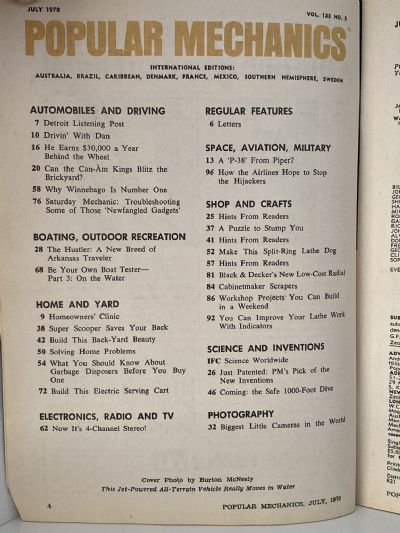 JULY 1970
VOL. 133 NO. 5
POPULAR MECHANICS
INTERNATIONAL EDITIONS:
AUSTRALIA, BRAZIL, CARIBBEAN, DENMARK, FRANCE, MEXICO, SOUTHERN HEMISPHERE, SWEDEN
AUTOMOBILES AND DRIVING
7 Detroit Listening Post
10 Drivin' With Dan
16 He Earns $30,000 a Year
Behind the Wheel
20 Can the Can-Am Kings Blitz the
Brickyard?
58 Why Winnebago Is Number One
76 Saturday Mechanic: Troubleshooting
Some of Those 'Newfangled Gadgets'
BOATING, OUTDOOR RECREATION
28 The Hustler: A New Breed of
Arkansas Traveler
68 Be Your Own Boat Tester—
Part 3: On the Water
HOME AND YARD
9 Homeowners' Clinic
38 Super Scooper Saves Your Back
42 Build This Back-Yard Beauty
50 Solving Home Problems
54 What You Should Know About
Garbage Disposers Before You Buy
One
72 Build This Electric Serving Cart
ELECTRONICS, RADIO AND TV
62 Now It's 4-Channel Stereo!
REGULAR FEATURES
6 Letters
SPACE, AVIATION, MILITARY
13 A 'P-38' From Piper?
96 How the Airlines Hope to Stop
the Hijackers
SHOP AND CRAFTS
25 Hints From Readers
37 A Puzzle to Stump You
41 Hints From Readers
52 Make This Split-Ring Lathe Dog
57 Hints From Readers
81 Black & Decker's New Low-Cost Radial
84 Cabinetmaker Scrapers
86 Workshop Projects You Can Build
in a Weekend
92 You Can Improve Your Lathe Work
With Indicators
SCIENCE AND INVENTIONS
IFC Science Worldwide
26 Just Patented: PM's Pick of the
New Inventions
46 Coming: the Safe 1000-Foot Dive
PHOTOGRAPHY
32 Biggest Little Cameras in the World
Cover Photo by Burton McNeely
This Jet-Powered All-Terrain Vehicle Really Moves in Water
4
POPULAR MECHANICS, JULY, 1970